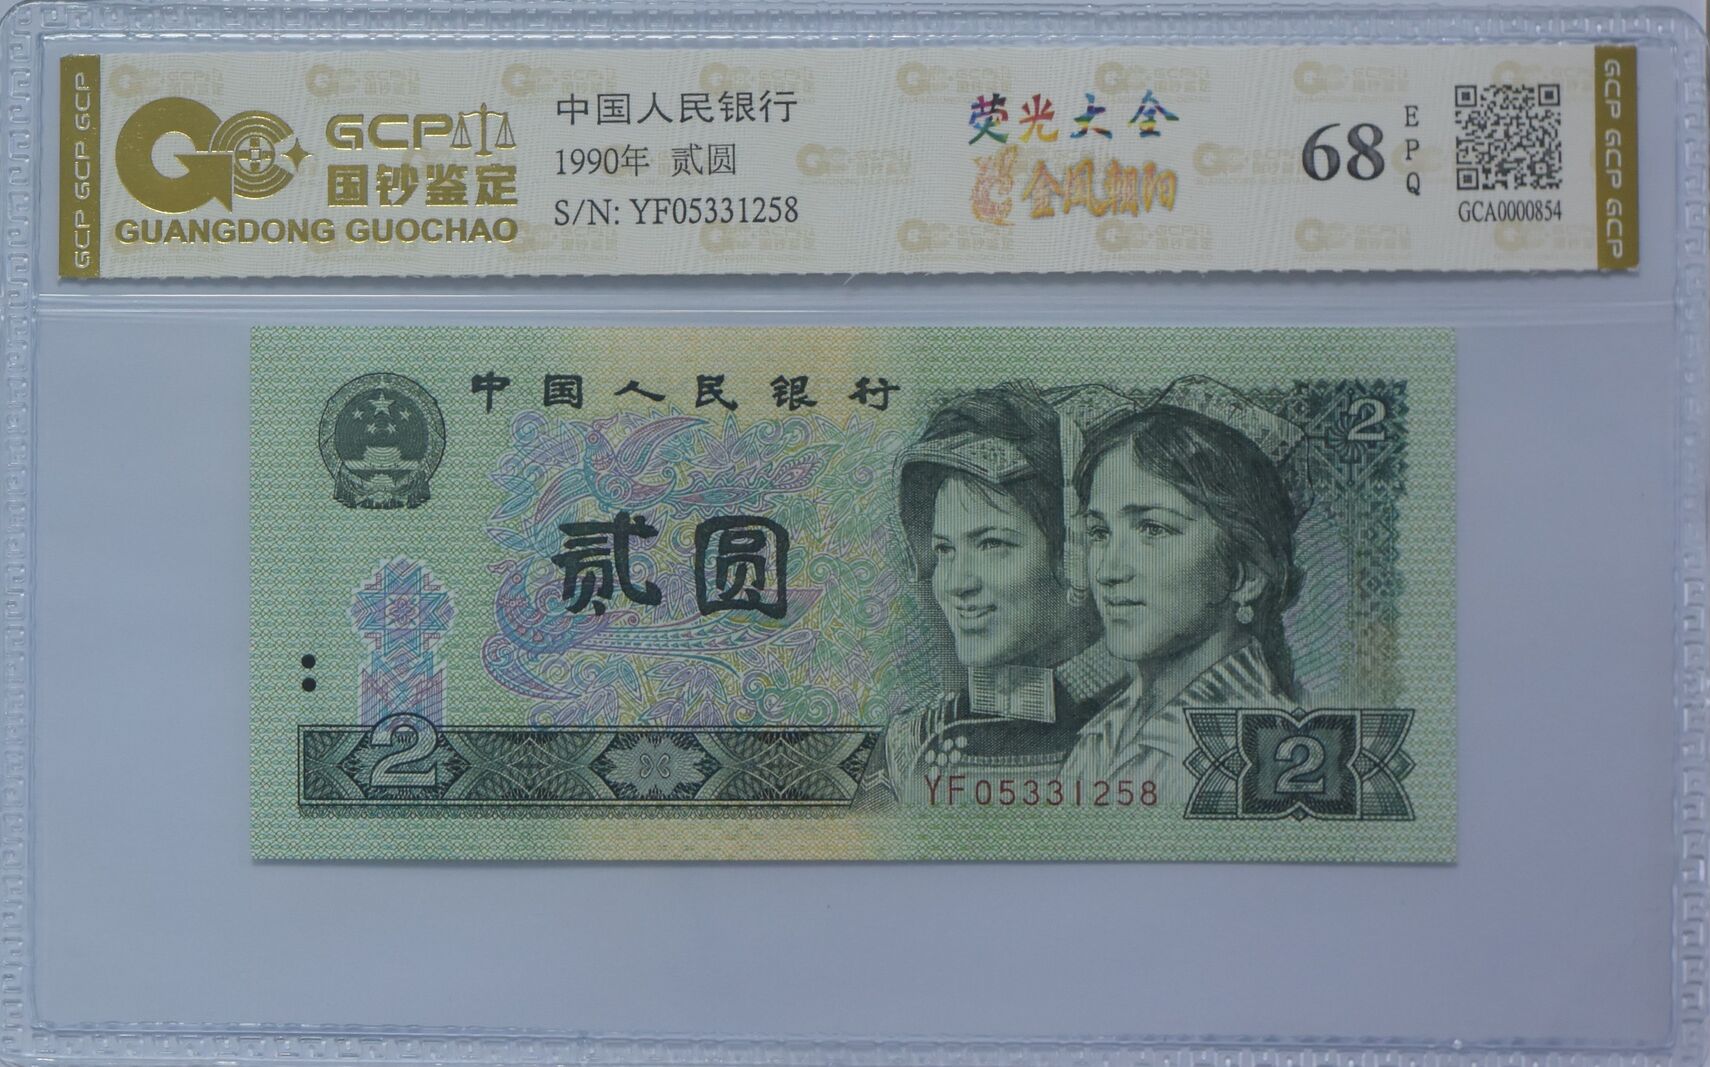 GCP GCP GCP
GCP
国钞鉴定
GUANGDONG GUOCHAO
中国人民银行
1990年 贰圆
S/N: YF05331258
荧光大全
金凤朝阳
68
EPQ
GCA0000854
GCP GCP GCP
中国人民银行
2
贰圆
2
2
YF05331258